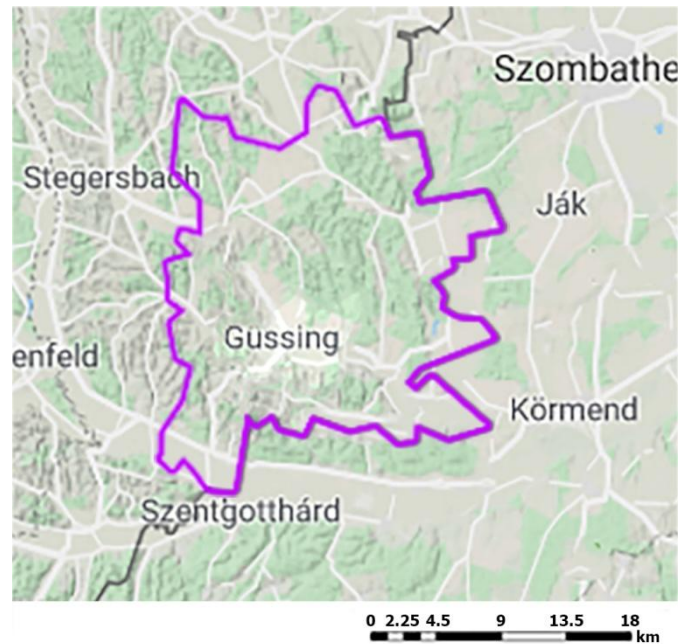 Szombathe
Stegersbach
Ják
Gussing
enfeld
Körmend
Szentgotthárd
0 2.25 4.5 9 13.5 18
km